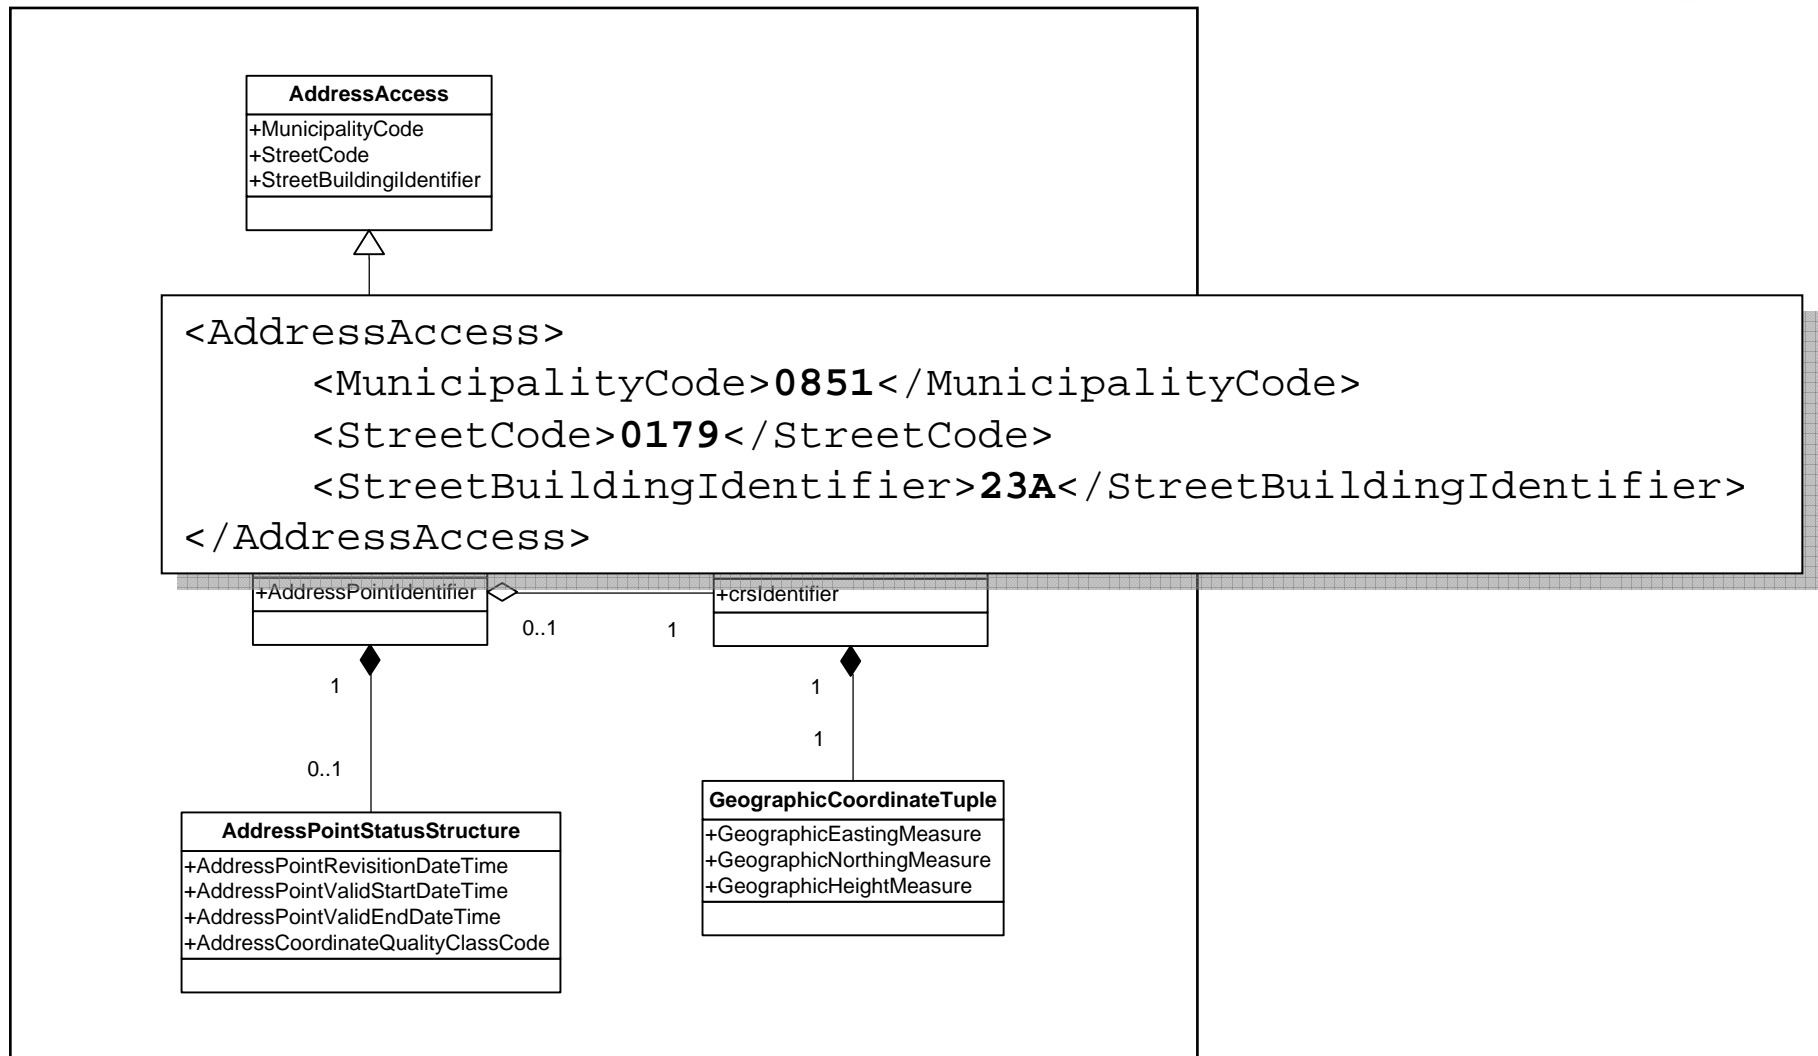 AddressAccess
+MunicipalityCode
+StreetCode
+StreetBuildingiIdentifier
<AddressAccess>
<MunicipalityCode>0851</MunicipalityCode>
<StreetCode>0179</StreetCode>
<StreetBuildingIdentifier>23A</StreetBuildingIdentifier>
</AddressAccess>
+AddressPointIdentifier
+crsIdentifier
0..1
1
1
1
1
0..1
AddressPointStatusStructure
+AddressPointRevisitionDateTime
+AddressPointValidStartDateTime
+AddressPointValidEndDateTime
+AddressCoordinateQualityClassCode
GeographicCoordinateTuple
+GeographicEastingMeasure
+GeographicNorthingMeasure
+GeographicHeightMeasure